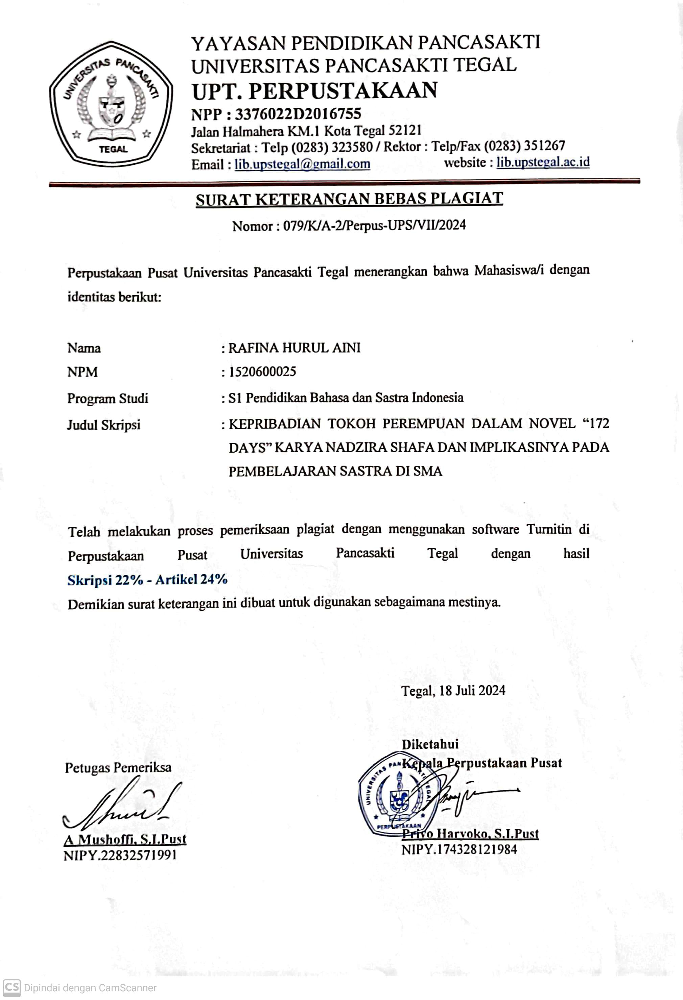 UNIVERSITAS PANCASAKTI
TEGAL
YAYASAN PENDIDIKAN PANCASAKTI
UNIVERSITAS PANCASAKTI TEGAL
UPT. PERPUSTAKAAN
NPP : 3376022D2016755
Jalan Halmahera KM.1 Kota Tegal 52121
Sekretariat : Telp (0283) 323580 / Rektor : Telp/Fax (0283) 351267
Email : lib.upstegal@gmail.com website : lib.upstegal.ac.id
SURAT KETERANGAN BEBAS PLAGIAT
Nomor : 079/K/A-2/Perpus-UPS/VII/2024
Perpustakaan Pusat Universitas Pancasakti Tegal menerangkan bahwa Mahasiswa/i dengan
identitas berikut:
Nama : RAFINA HURUL AINI
NPM : 1520600025
Program Studi : S1 Pendidikan Bahasa dan Sastra Indonesia
Judul Skripsi : KEPRIBADIAN TOKOH PEREMPUAN DALAM NOVEL “172
DAYS” KARYA NADZIRA SHAFA DAN IMPLIKASINYA PADA
PEMBELAJARAN SASTRA DI SMA
Telah melakukan proses pemeriksaan plagiat dengan menggunakan software Turnitin di
Perpustakaan Pusat Universitas Pancasakti Tegal dengan hasil
Skripsi 22% - Artikel 24%
Demikian surat keterangan ini dibuat untuk digunakan sebagaimana mestinya.
Tegal, 18 Juli 2024
Diketahui
Kepala Perpustakaan Pusat
Petugas Pemeriksa
UNIVERSITAS PANCASAKTI TEGAL
PERPUSTAKAAN
Priyo Haryoko, S.I.Pust
NIPY.174328121984
A Mushoffi, S.I.Pust
NIPY.22832571991
CS Dipindai dengan CamScanner